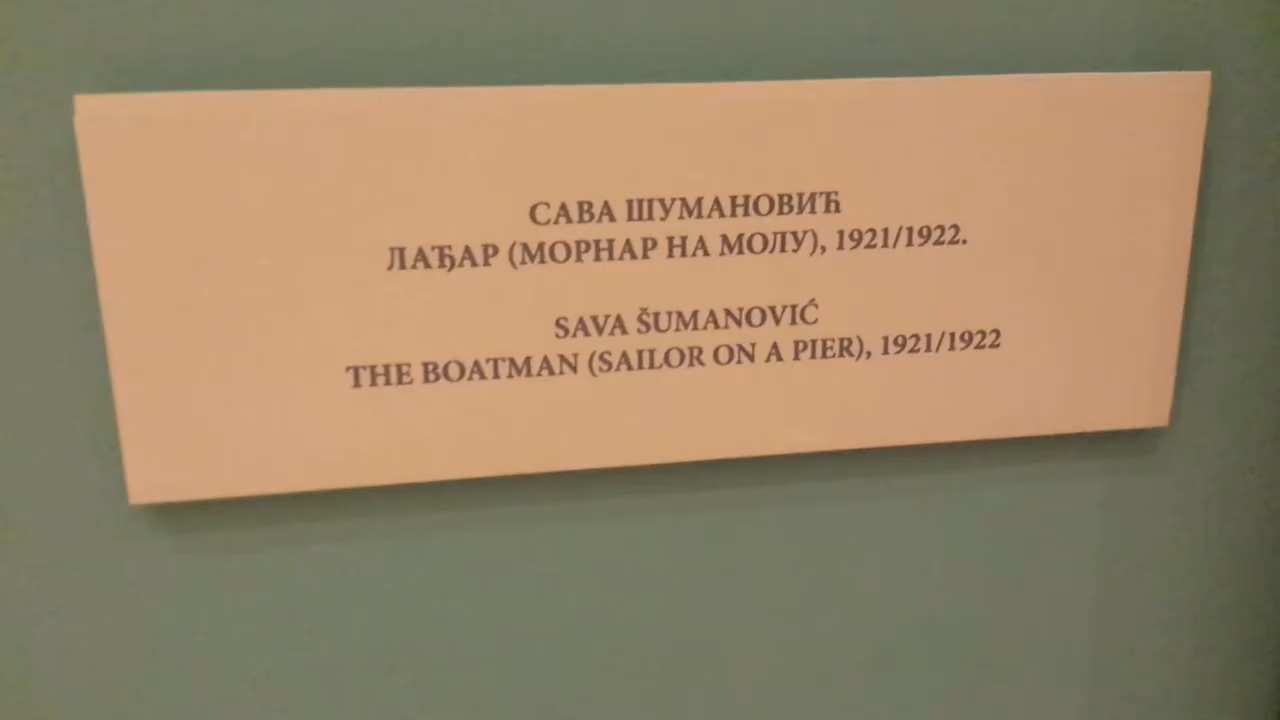 САВА ШУМАНОВИЋ
ЛАЂАР (МОРНАР НА МОЛУ), 1921/1922.
SAVA ŠUMANOVIĆ
THE BOATMAN (SAILOR ON A PIER), 1921/1922